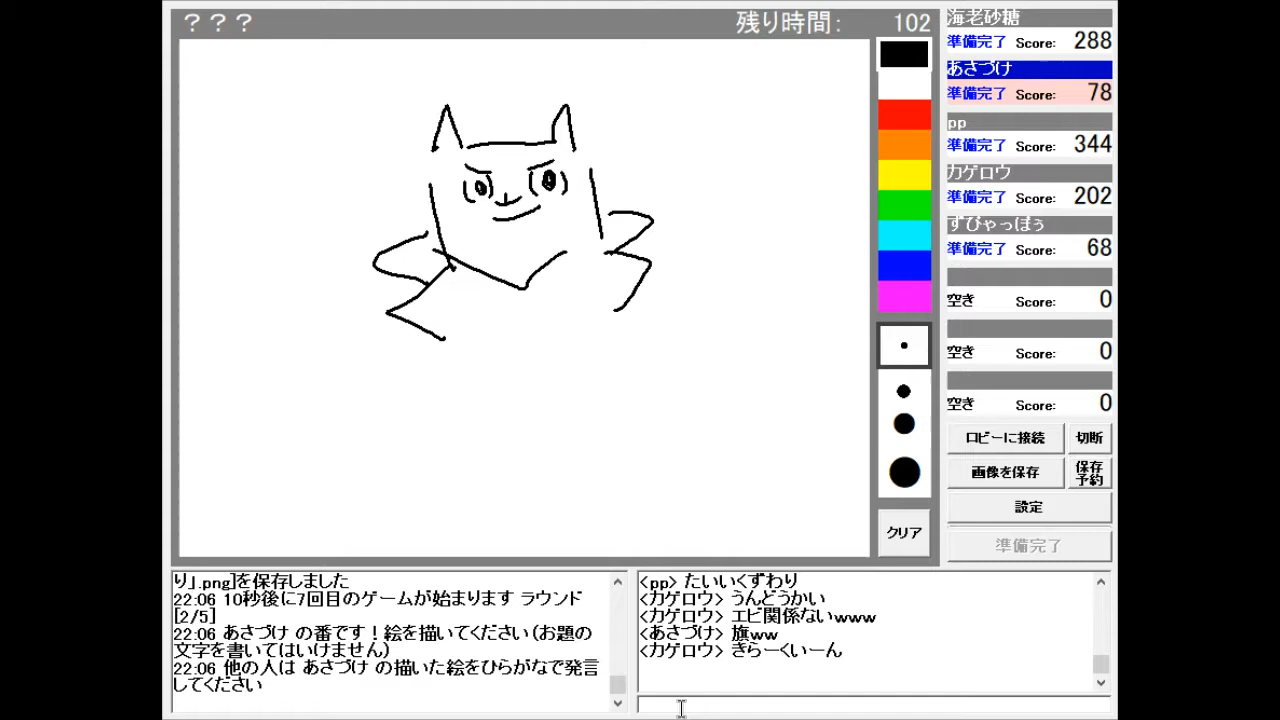 ？？？ 残り時間： 102
海老砂糖
準備完了 Score: 288
あさづけ
準備完了 Score: 78
pp
準備完了 Score: 344
カゲロウ
準備完了 Score: 202
ずぴゃっぽぅ
準備完了 Score: 68
空き Score: 0
空き Score: 0
空き Score: 0
ロビーに接続 切断
画像を保存 保存予約
設定
クリア
準備完了
り」.png]を保存しました
22:06 10秒後に7回目のゲームが始まります ラウンド
[2/5]
22:06 あさづけ の番です！絵を描いてください（お題の
文字を書いてはいけません）
22:06 他の人は あさづけ の描いた絵をひらがなで発言
してください
<pp> たいいくずわり
<カゲロウ> うんどうかい
<カゲロウ> エビ関係ないwww
<あさづけ> 旗ww
<カゲロウ> きらーくいーん